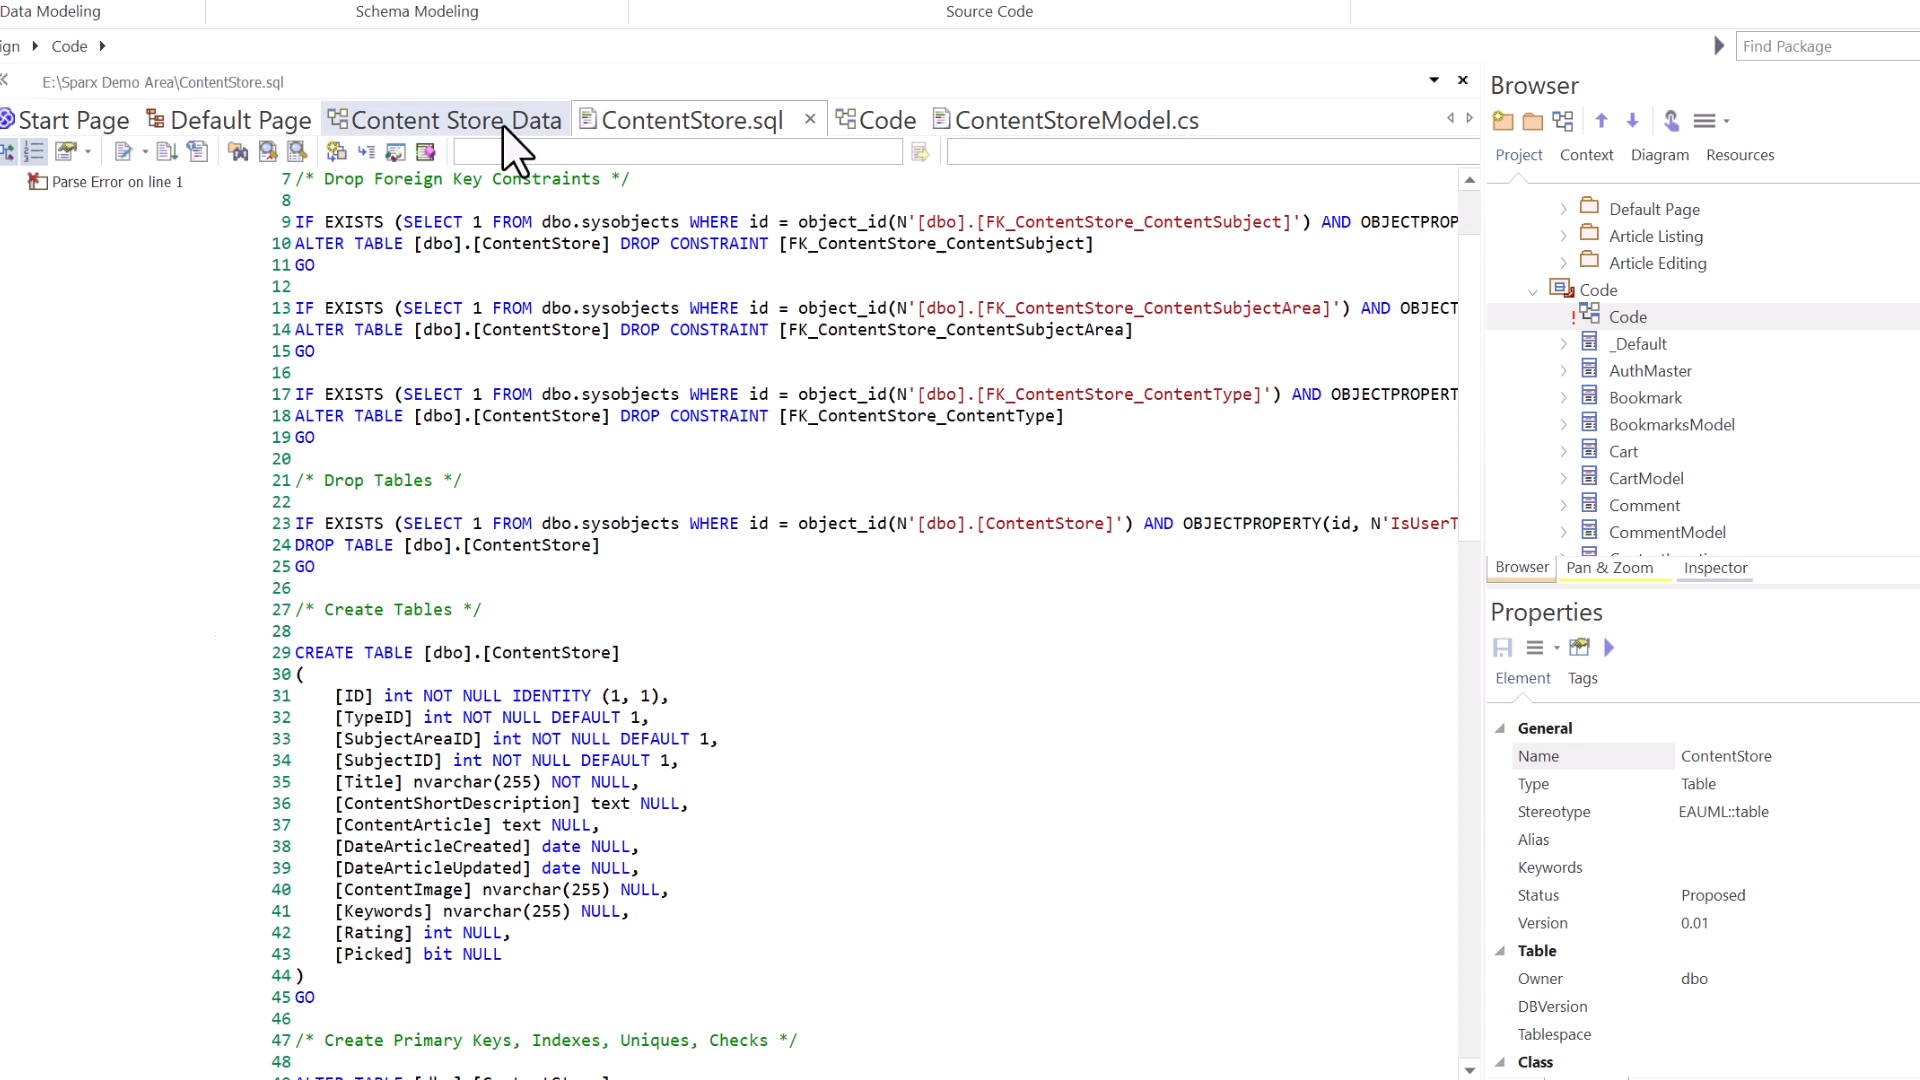 Data Modeling
Schema Modeling
Source Code
ign
Code
Find Package
E:\Sparx Demo Area\ContentStore.sql
Start Page
Default Page
Content Store Data
ContentStore.sql
Code
ContentStoreModel.cs
Parse Error on line 1
7 /* Drop Foreign Key Constraints */
8
9 IF EXISTS (SELECT 1 FROM dbo.sysobjects WHERE id = object_id(N'[dbo].[FK_ContentStore_ContentSubject]') AND OBJECTPROP
10 ALTER TABLE [dbo].[ContentStore] DROP CONSTRAINT [FK_ContentStore_ContentSubject]
11 GO
12
13 IF EXISTS (SELECT 1 FROM dbo.sysobjects WHERE id = object_id(N'[dbo].[FK_ContentStore_ContentSubjectArea]') AND OBJECT
14 ALTER TABLE [dbo].[ContentStore] DROP CONSTRAINT [FK_ContentStore_ContentSubjectArea]
15 GO
16
17 IF EXISTS (SELECT 1 FROM dbo.sysobjects WHERE id = object_id(N'[dbo].[FK_ContentStore_ContentType]') AND OBJECTPROPERT
18 ALTER TABLE [dbo].[ContentStore] DROP CONSTRAINT [FK_ContentStore_ContentType]
19 GO
20
21 /* Drop Tables */
22
23 IF EXISTS (SELECT 1 FROM dbo.sysobjects WHERE id = object_id(N'[dbo].[ContentStore]') AND OBJECTPROPERTY(id, N'IsUserT
24 DROP TABLE [dbo].[ContentStore]
25 GO
26
27 /* Create Tables */
28
29 CREATE TABLE [dbo].[ContentStore]
30 (
31 [ID] int NOT NULL IDENTITY (1, 1),
32 [TypeID] int NOT NULL DEFAULT 1,
33 [SubjectAreaID] int NOT NULL DEFAULT 1,
34 [SubjectID] int NOT NULL DEFAULT 1,
35 [Title] nvarchar(255) NOT NULL,
36 [ContentShortDescription] text NULL,
37 [ContentArticle] text NULL,
38 [DateArticleCreated] date NULL,
39 [DateArticleUpdated] date NULL,
40 [ContentImage] nvarchar(255) NULL,
41 [Keywords] nvarchar(255) NULL,
42 [Rating] int NULL,
43 [Picked] bit NULL
44 )
45 GO
46
47 /* Create Primary Keys, Indexes, Uniques, Checks */
48
Browser
Project
Context
Diagram
Resources
Default Page
Article Listing
Article Editing
Code
Code
_Default
AuthMaster
Bookmark
BookmarksModel
Cart
CartModel
Comment
CommentModel
Browser
Pan & Zoom
Inspector
Properties
Element
Tags
General
Name ContentStore
Type Table
Stereotype EAUML::table
Alias
Keywords
Status Proposed
Version 0.01
Table
Owner dbo
DBVersion
Tablespace
Class